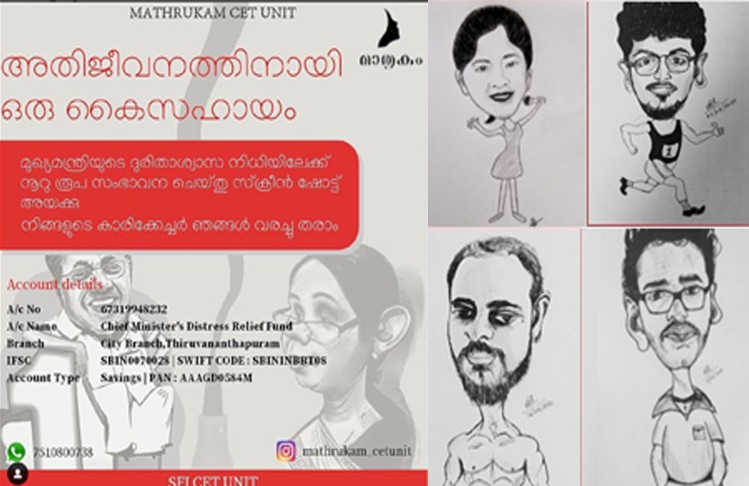 MATHRUKAM CET UNIT
മാതൃകം
അതിജീവനത്തിനായി
ഒരു കൈസഹായം
മുഖ്യമന്ത്രിയുടെ ദുരിതാശ്വാസ നിധിയിലേക്ക്
നൂറു രൂപ സംഭാവന ചെയ്തു സ്ക്രീൻ ഷോട്ട്
അയക്കു
നിങ്ങളുടെ കാരിക്കേച്ചർ ഞങ്ങൾ വരച്ചു തരാം
Account details
A/c No 67319948232
A/c Name Chief Minister's Distress Relief Fund
Branch City Branch,Thiruvananthapuram
IFSC SBIN0070028 | SWIFT CODE : SBININBBT08
Account Type Savings | PAN : AAAGD0584M
7510800738 mathrukam_cetunit
SFI CET UNIT
1